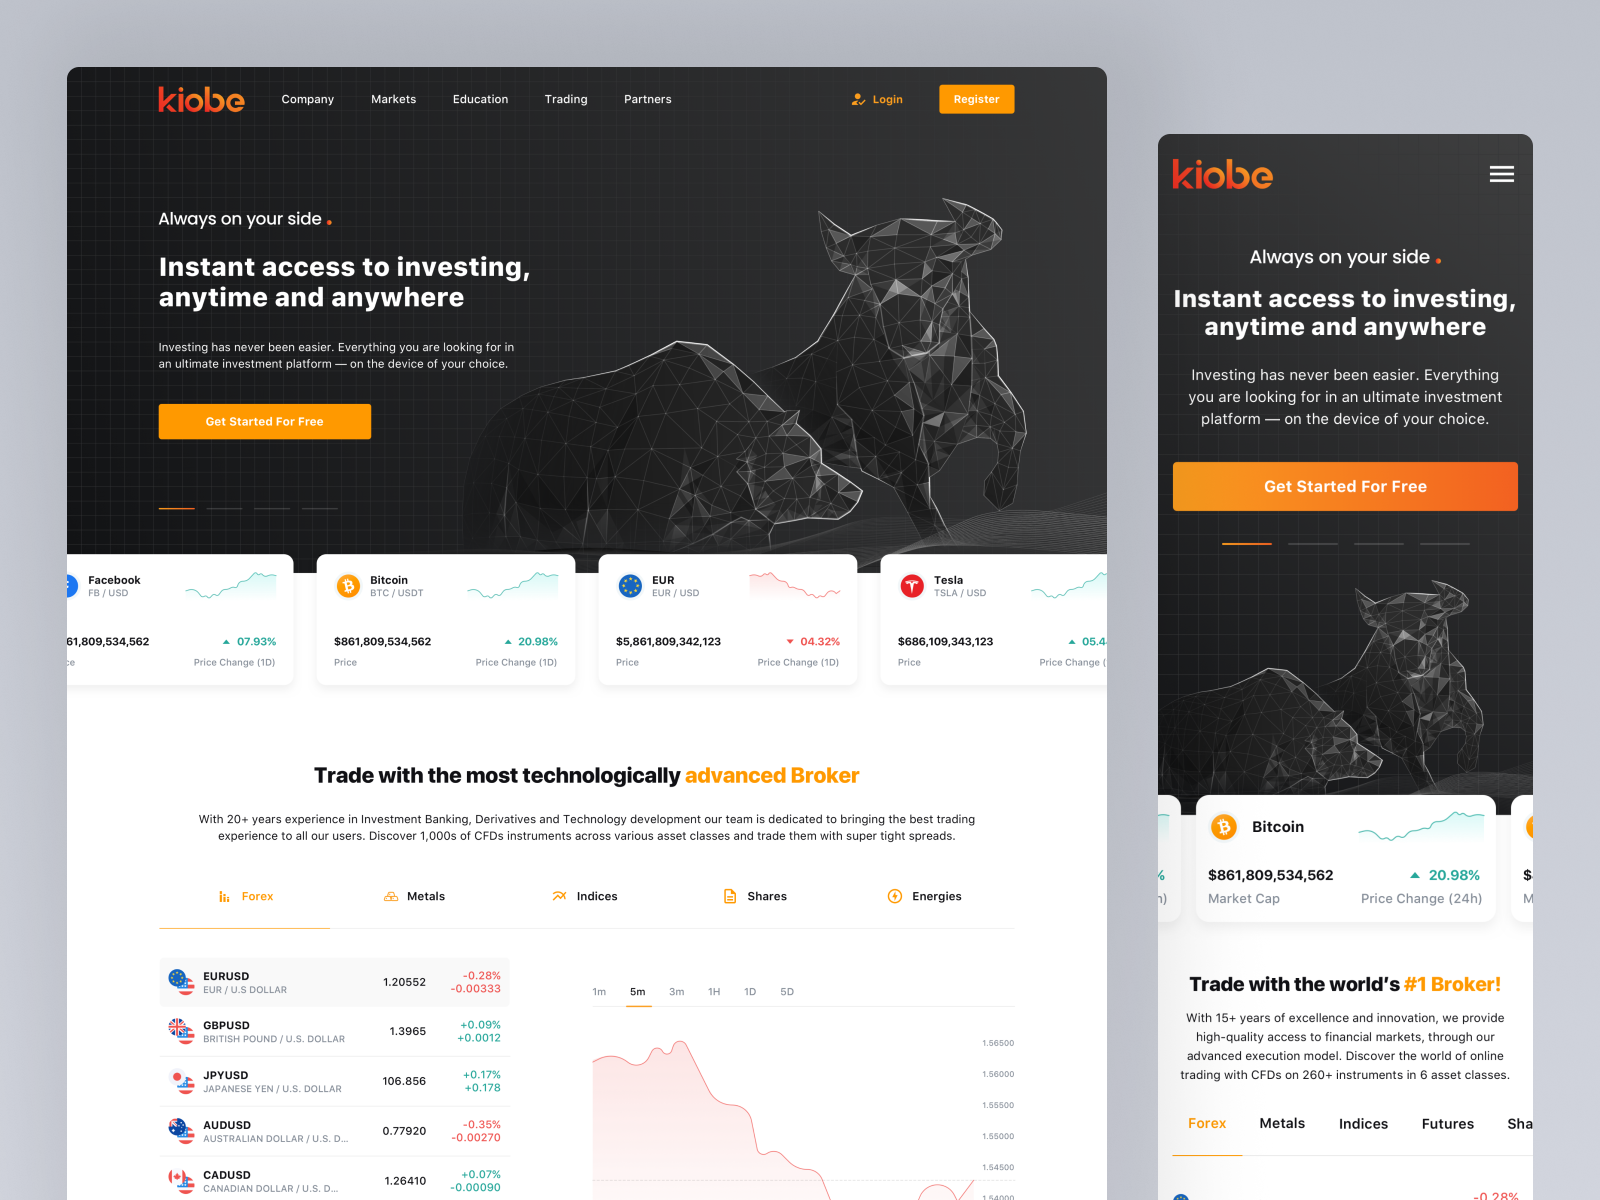 kiobe
Company Markets Education Trading Partners Login Register
Always on your side .
Instant access to investing,
anytime and anywhere
Investing has never been easier. Everything you are looking for in
an ultimate investment platform — on the device of your choice.
Get Started For Free
Facebook
FB / USD
61,809,534,562 07.93%
ce Price Change (1D)
Bitcoin
BTC / USDT
$861,809,534,562 20.98%
Price Price Change (1D)
EUR
EUR / USD
$5,861,809,342,123 04.32%
Price Price Change (1D)
Tesla
TSLA / USD
$686,109,343,123 05.4
Price Price Change (
Trade with the most technologically advanced Broker
With 20+ years experience in Investment Banking, Derivatives and Technology development our team is dedicated to bringing the best trading
experience to all our users. Discover 1,000s of CFDs instruments across various asset classes and trade them with super tight spreads.
Forex Metals Indices Shares Energies
EURUSD 1.20552 -0.28%
EUR / U.S DOLLAR -0.00333
GBPUSD 1.3965 +0.09%
BRITISH POUND / U.S. DOLLAR +0.0012
JPYUSD 106.856 +0.17%
JAPANESE YEN / U.S. DOLLAR +0.178
AUDUSD 0.77920 -0.35%
AUSTRALIAN DOLLAR / U.S. D... -0.00270
CADUSD 1.26410 +0.07%
CANADIAN DOLLAR / U.S. D... -0.00090
1m 5m 3m 1H 1D 5D
1.56500
1.56000
1.55500
1.55000
1.54500
1.54000
kiobe
Always on your side .
Instant access to investing,
anytime and anywhere
Investing has never been easier. Everything
you are looking for in an ultimate investment
platform — on the device of your choice.
Get Started For Free
%
h)
Bitcoin
$861,809,534,562 20.98%
Market Cap Price Change (24h)
$
M
Trade with the world's #1 Broker!
With 15+ years of excellence and innovation, we provide
high-quality access to financial markets, through our
advanced execution model. Discover the world of online
trading with CFDs on 260+ instruments in 6 asset classes.
Forex Metals Indices Futures Sha
-0.28%